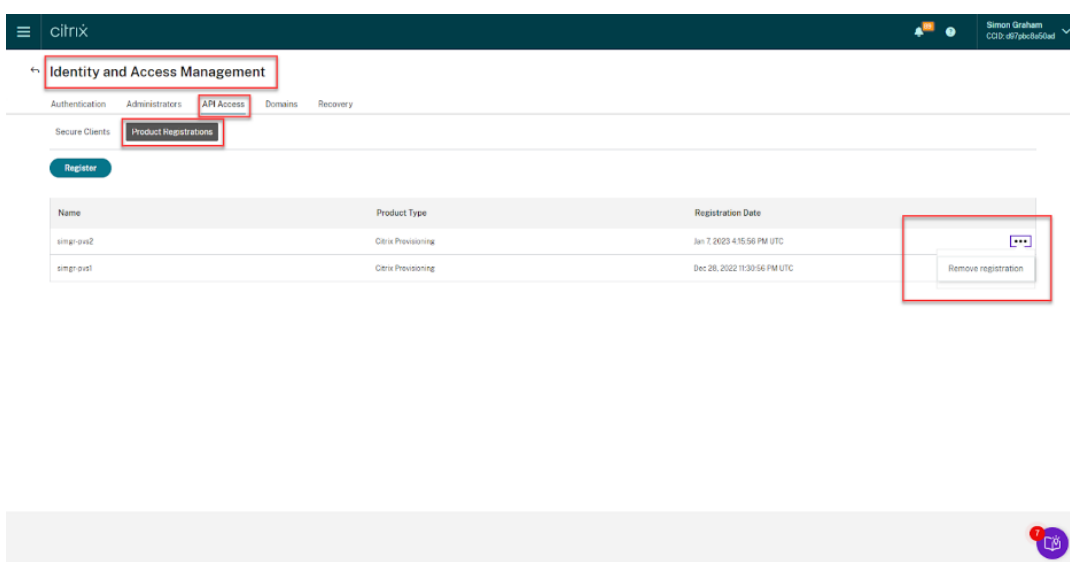 citrix
Simon Graham
CCID: d97pbc8a50ad
Identity and Access Management
Authentication Administrators API Access Domains Recovery
Secure Clients Product Registrations
Register
Name Product Type Registration Date
simgr-pvs2 Citrix Provisioning Jan 7, 2023 4:15:56 PM UTC
simgr-pvs1 Citrix Provisioning Dec 28, 2022 11:30:56 PM UTC
Remove registration
7